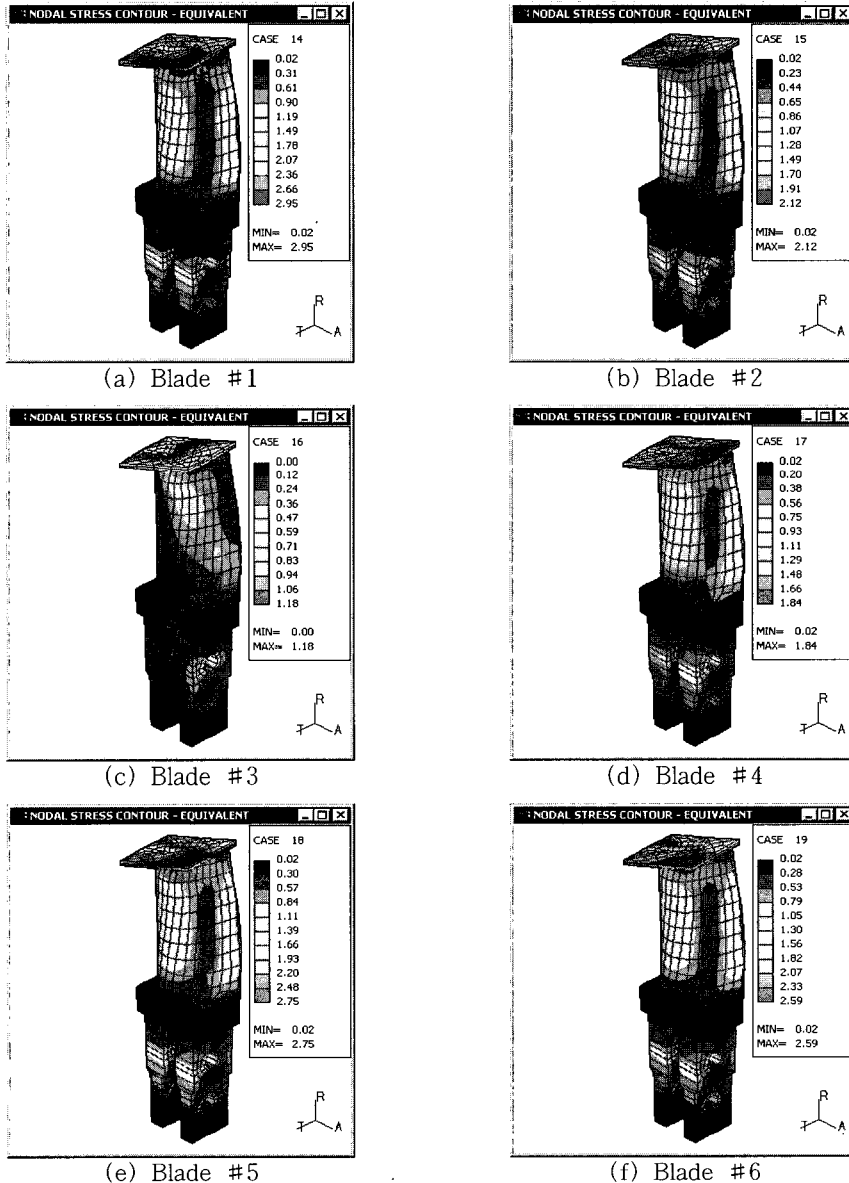 NODAL STRESS CONTOUR - EQUIVALENT
CASE 14
0.02
0.31
0.61
0.90
1.19
1.49
1.78
2.07
2.36
2.66
2.95
MIN= 0.02
MAX= 2.95
R
T
A
(a) Blade #1
NODAL STRESS CONTOUR - EQUIVALENT
CASE 15
0.02
0.23
0.44
0.65
0.86
1.07
1.28
1.49
1.70
1.91
2.12
MIN= 0.02
MAX= 2.12
R
T
A
(b) Blade #2
NODAL STRESS CONTOUR - EQUIVALENT
CASE 16
0.00
0.12
0.24
0.36
0.47
0.59
0.71
0.83
0.94
1.06
1.18
MIN= 0.00
MAX= 1.18
R
T
A
(c) Blade #3
NODAL STRESS CONTOUR - EQUIVALENT
CASE 17
0.02
0.20
0.38
0.56
0.75
0.93
1.11
1.29
1.48
1.66
1.84
MIN= 0.02
MAX= 1.84
R
T
A
(d) Blade #4
NODAL STRESS CONTOUR - EQUIVALENT
CASE 18
0.02
0.30
0.57
0.84
1.11
1.39
1.66
1.93
2.20
2.48
2.75
MIN= 0.02
MAX= 2.75
R
T
A
(e) Blade #5
NODAL STRESS CONTOUR - EQUIVALENT
CASE 19
0.02
0.28
0.53
0.79
1.05
1.30
1.56
1.82
2.07
2.33
2.59
MIN= 0.02
MAX= 2.59
R
T
A
(f) Blade #6